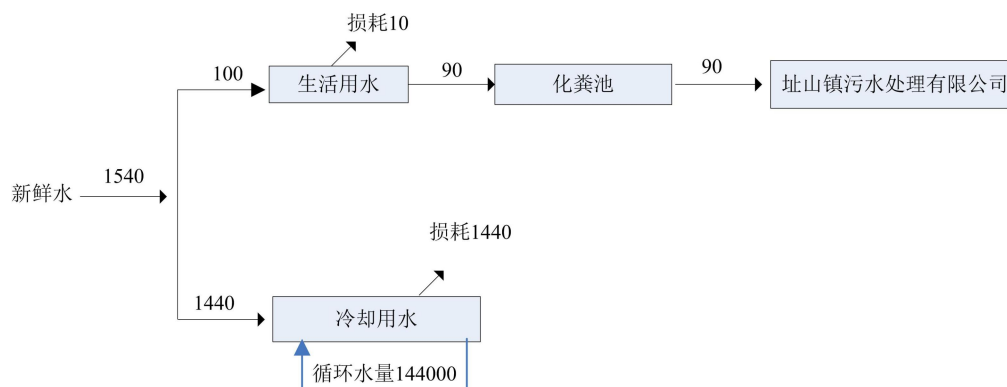 损耗10
100
生活用水
90
化粪池
90
址山镇污水处理有限公司
新鲜水
1540
损耗1440
1440
冷却用水
循环水量144000